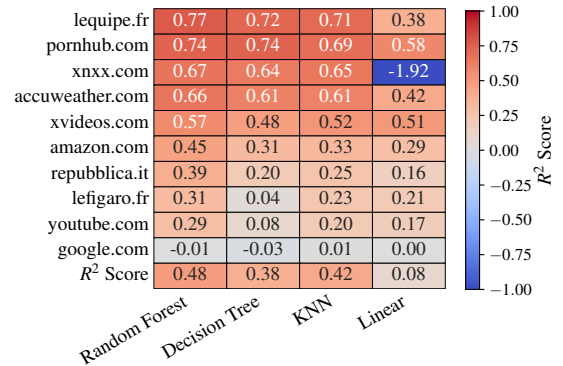 lequipe.fr 0.77 0.72 0.71 0.38
pornhub.com 0.74 0.74 0.69 0.58
xnxx.com 0.67 0.64 0.65 -1.92
accuweather.com 0.66 0.61 0.61 0.42
xvideos.com 0.57 0.48 0.52 0.51
amazon.com 0.45 0.31 0.33 0.29
repubblica.it 0.39 0.20 0.25 0.16
lefigaro.fr 0.31 0.04 0.23 0.21
youtube.com 0.29 0.08 0.20 0.17
google.com -0.01 -0.03 0.01 0.00
R² Score 0.48 0.38 0.42 0.08
Random Forest
Decision Tree
KNN
Linear
1.00
0.75
0.50
0.25
0.00
−0.25
−0.50
−0.75
−1.00
R² Score